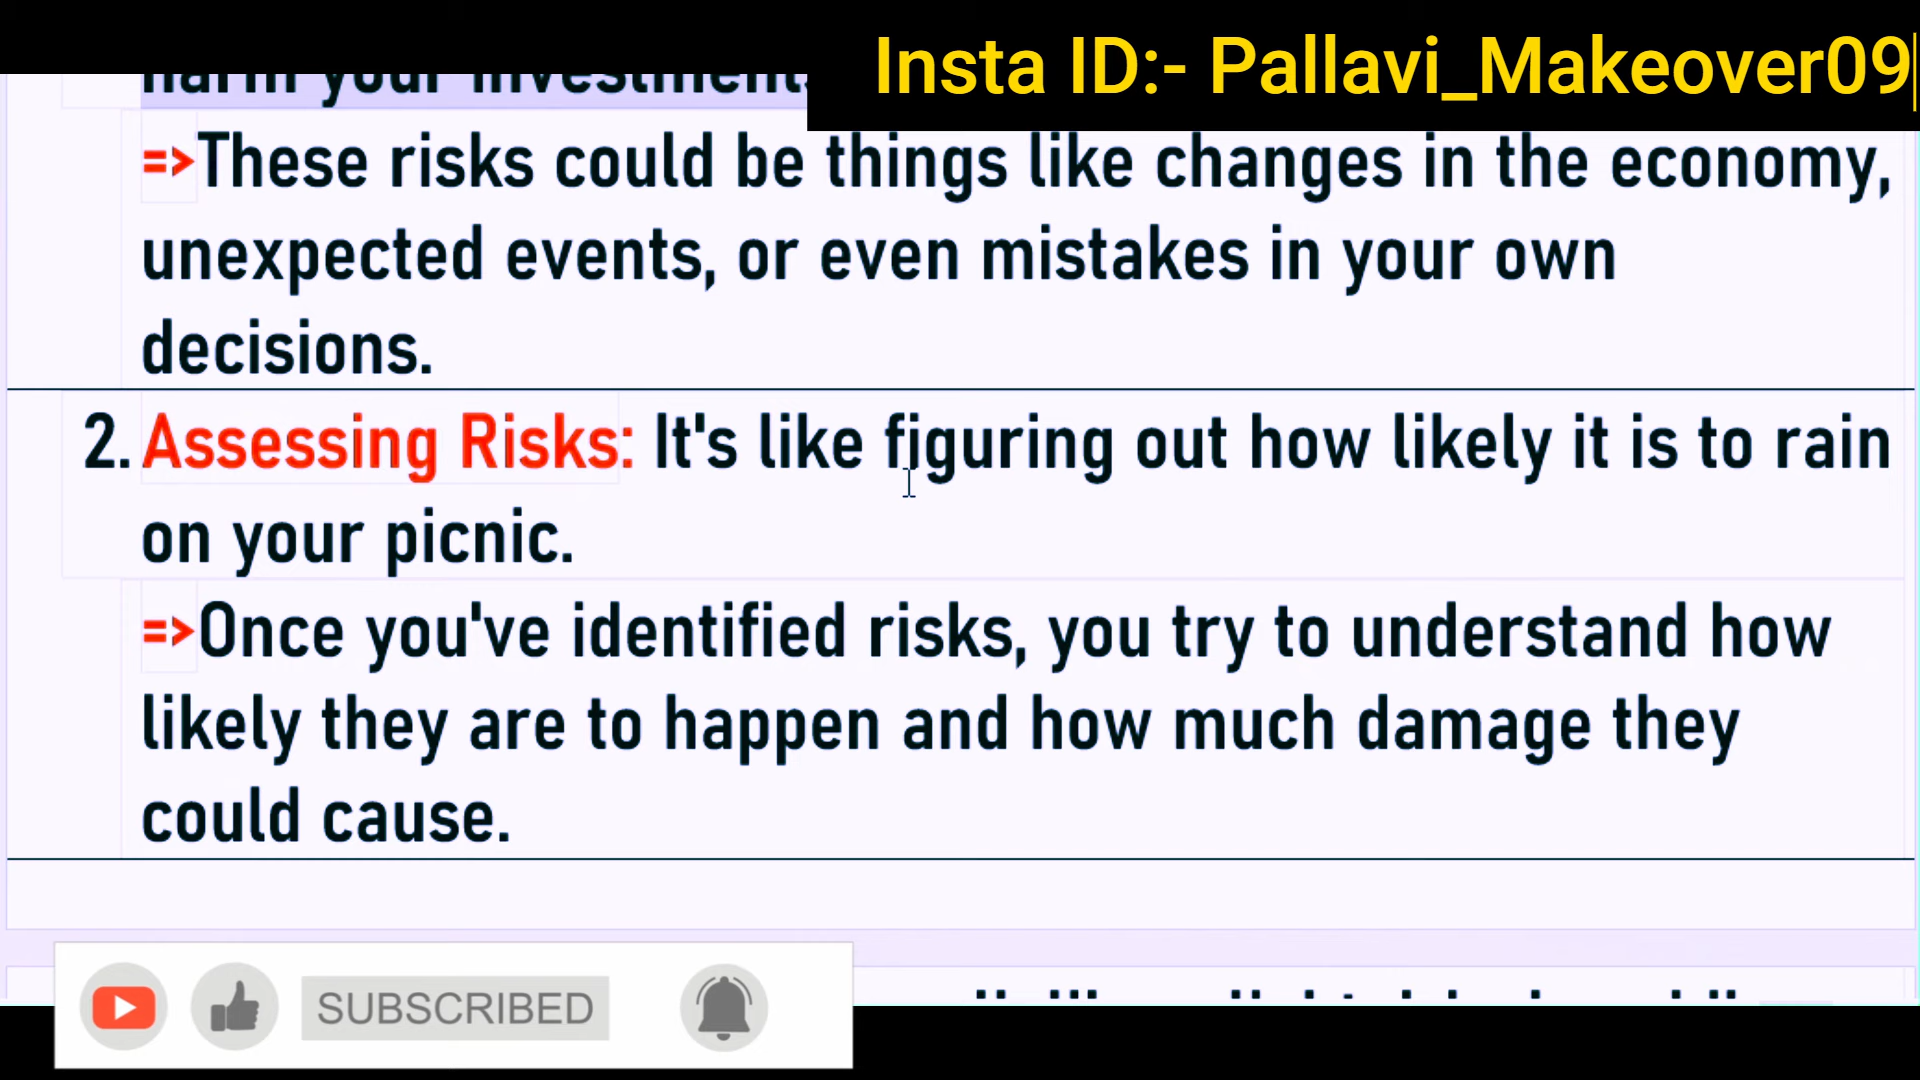 Insta ID:- Pallavi_Makeover09
harm your investments
=>These risks could be things like changes in the economy,
unexpected events, or even mistakes in your own
decisions.
2. Assessing Risks: It's like figuring out how likely it is to rain
on your picnic.
=>Once you've identified risks, you try to understand how
likely they are to happen and how much damage they
could cause.
SUBSCRIBED